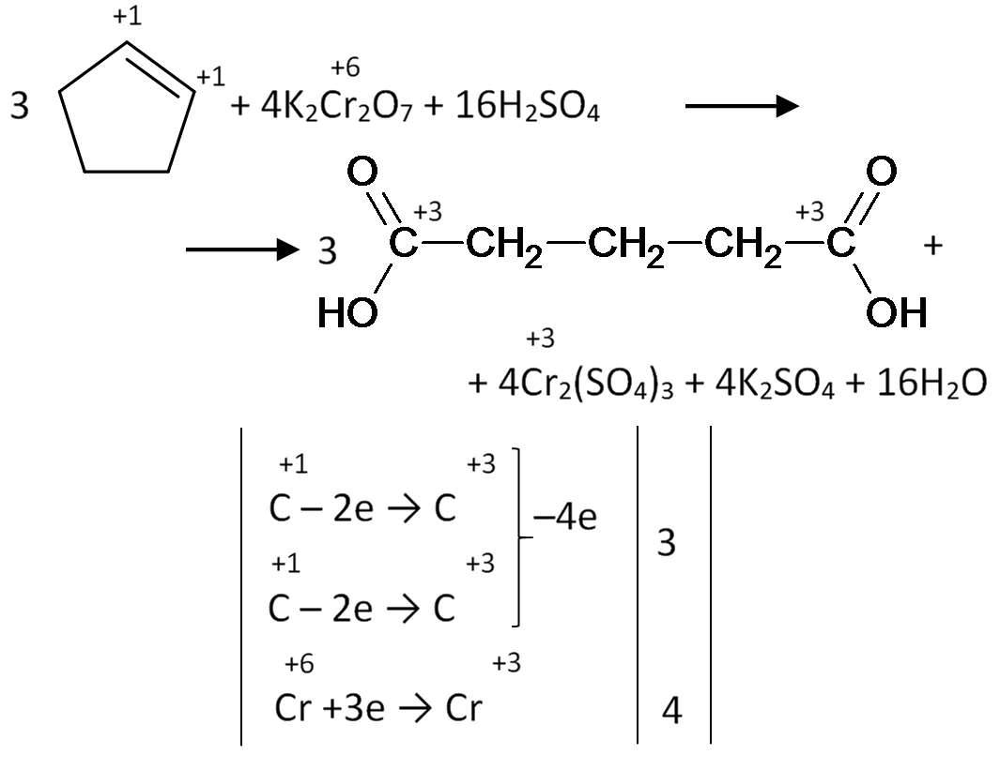 +1
+1
+6
3 + 4K₂Cr₂O₇ + 16H₂SO₄
O O
+3 +3
3 C—CH₂—CH₂—CH₂—C +
HO OH
+3
+ 4Cr₂(SO₄)₃ + 4K₂SO₄ + 16H₂O
+1 +3
C – 2e → C
–4e
3
+1 +3
C – 2e → C
+6 +3
Cr +3e → Cr 4